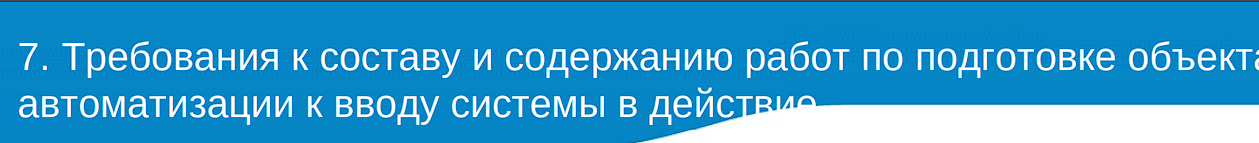 7. Требования к составу и содержанию работ по подготовке объекта
автоматизации к вводу системы в действие